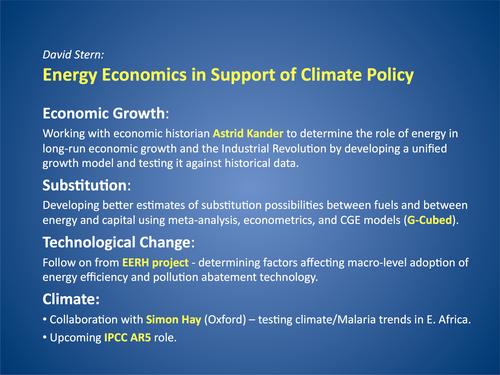 David Stern:
Energy Economics in Support of Climate Policy
Economic Growth:
Working with economic historian Astrid Kander to determine the role of energy in
long-run economic growth and the Industrial Revolution by developing a unified
growth model and testing it against historical data.
Substitution:
Developing better estimates of substitution possibilities between fuels and between
energy and capital using meta-analysis, econometrics, and CGE models (G-Cubed).
Technological Change:
Follow on from EERH project - determining factors affecting macro-level adoption of
energy efficiency and pollution abatement technology.
Climate:
• Collaboration with Simon Hay (Oxford) – testing climate/Malaria trends in E. Africa.
• Upcoming IPCC AR5 role.